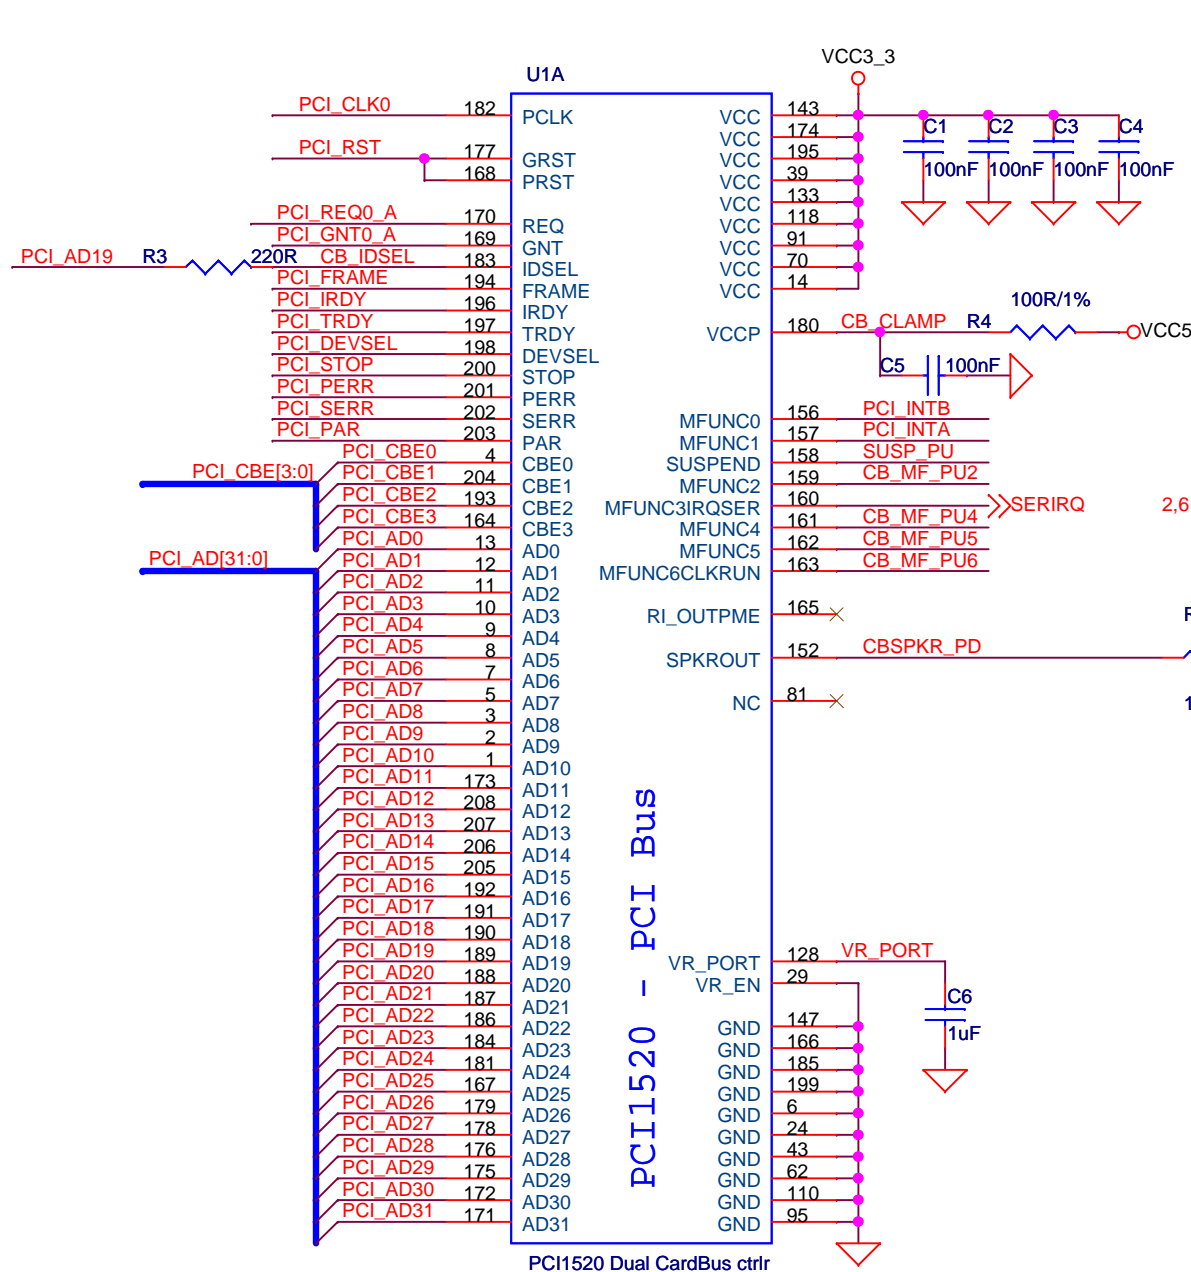 VCC3_3
U1A
PCI_CLK0 182 PCLK
PCI_RST 177 GRST
168 PRST
PCI_REQ0_A 170 REQ
PCI_GNT0_A 169 GNT
PCI_AD19 R3 220R CB_IDSEL 183 IDSEL
PCI_FRAME 194 FRAME
PCI_IRDY 196 IRDY
PCI_TRDY 197 TRDY
PCI_DEVSEL 198 DEVSEL
PCI_STOP 200 STOP
PCI_PERR 201 PERR
PCI_SERR 202 SERR
PCI_PAR 203 PAR
PCI_CBE[3:0]
PCI_CBE0 4 CBE0
PCI_CBE1 204 CBE1
PCI_CBE2 193 CBE2
PCI_CBE3 164 CBE3
PCI_AD[31:0]
PCI_AD0 13 AD0
PCI_AD1 12 AD1
PCI_AD2 11 AD2
PCI_AD3 10 AD3
PCI_AD4 9 AD4
PCI_AD5 8 AD5
PCI_AD6 7 AD6
PCI_AD7 5 AD7
PCI_AD8 3 AD8
PCI_AD9 2 AD9
PCI_AD10 1 AD10
PCI_AD11 173 AD11
PCI_AD12 208 AD12
PCI_AD13 207 AD13
PCI_AD14 206 AD14
PCI_AD15 205 AD15
PCI_AD16 192 AD16
PCI_AD17 191 AD17
PCI_AD18 190 AD18
PCI_AD19 189 AD19
PCI_AD20 188 AD20
PCI_AD21 187 AD21
PCI_AD22 186 AD22
PCI_AD23 184 AD23
PCI_AD24 181 AD24
PCI_AD25 167 AD25
PCI_AD26 179 AD26
PCI_AD27 178 AD27
PCI_AD28 176 AD28
PCI_AD29 175 AD29
PCI_AD30 172 AD30
PCI_AD31 171 AD31
PCI1520 - PCI Bus
VCC 143
VCC 174
VCC 195
VCC 39
VCC 133
VCC 118
VCC 91
VCC 70
VCC 14
C1 C2 C3 C4
100nF 100nF 100nF 100nF
100R/1%
VCCP 180 CB_CLAMP R4 VCC5
C5 100nF
MFUNC0 156 PCI_INTB
MFUNC1 157 PCI_INTA
SUSPEND 158 SUSP_PU
MFUNC2 159 CB_MF_PU2
MFUNC3IRQSER 160 SERIRQ 2,6
MFUNC4 161 CB_MF_PU4
MFUNC5 162 CB_MF_PU5
MFUNC6CLKRUN 163 CB_MF_PU6
RI_OUTPME 165
SPKROUT 152 CBSPKR_PD
NC 81
VR_PORT 128 VR_PORT
VR_EN 29
C6
1uF
GND 147
GND 166
GND 185
GND 199
GND 6
GND 24
GND 43
GND 62
GND 110
GND 95
PCI1520 Dual CardBus ctrlr